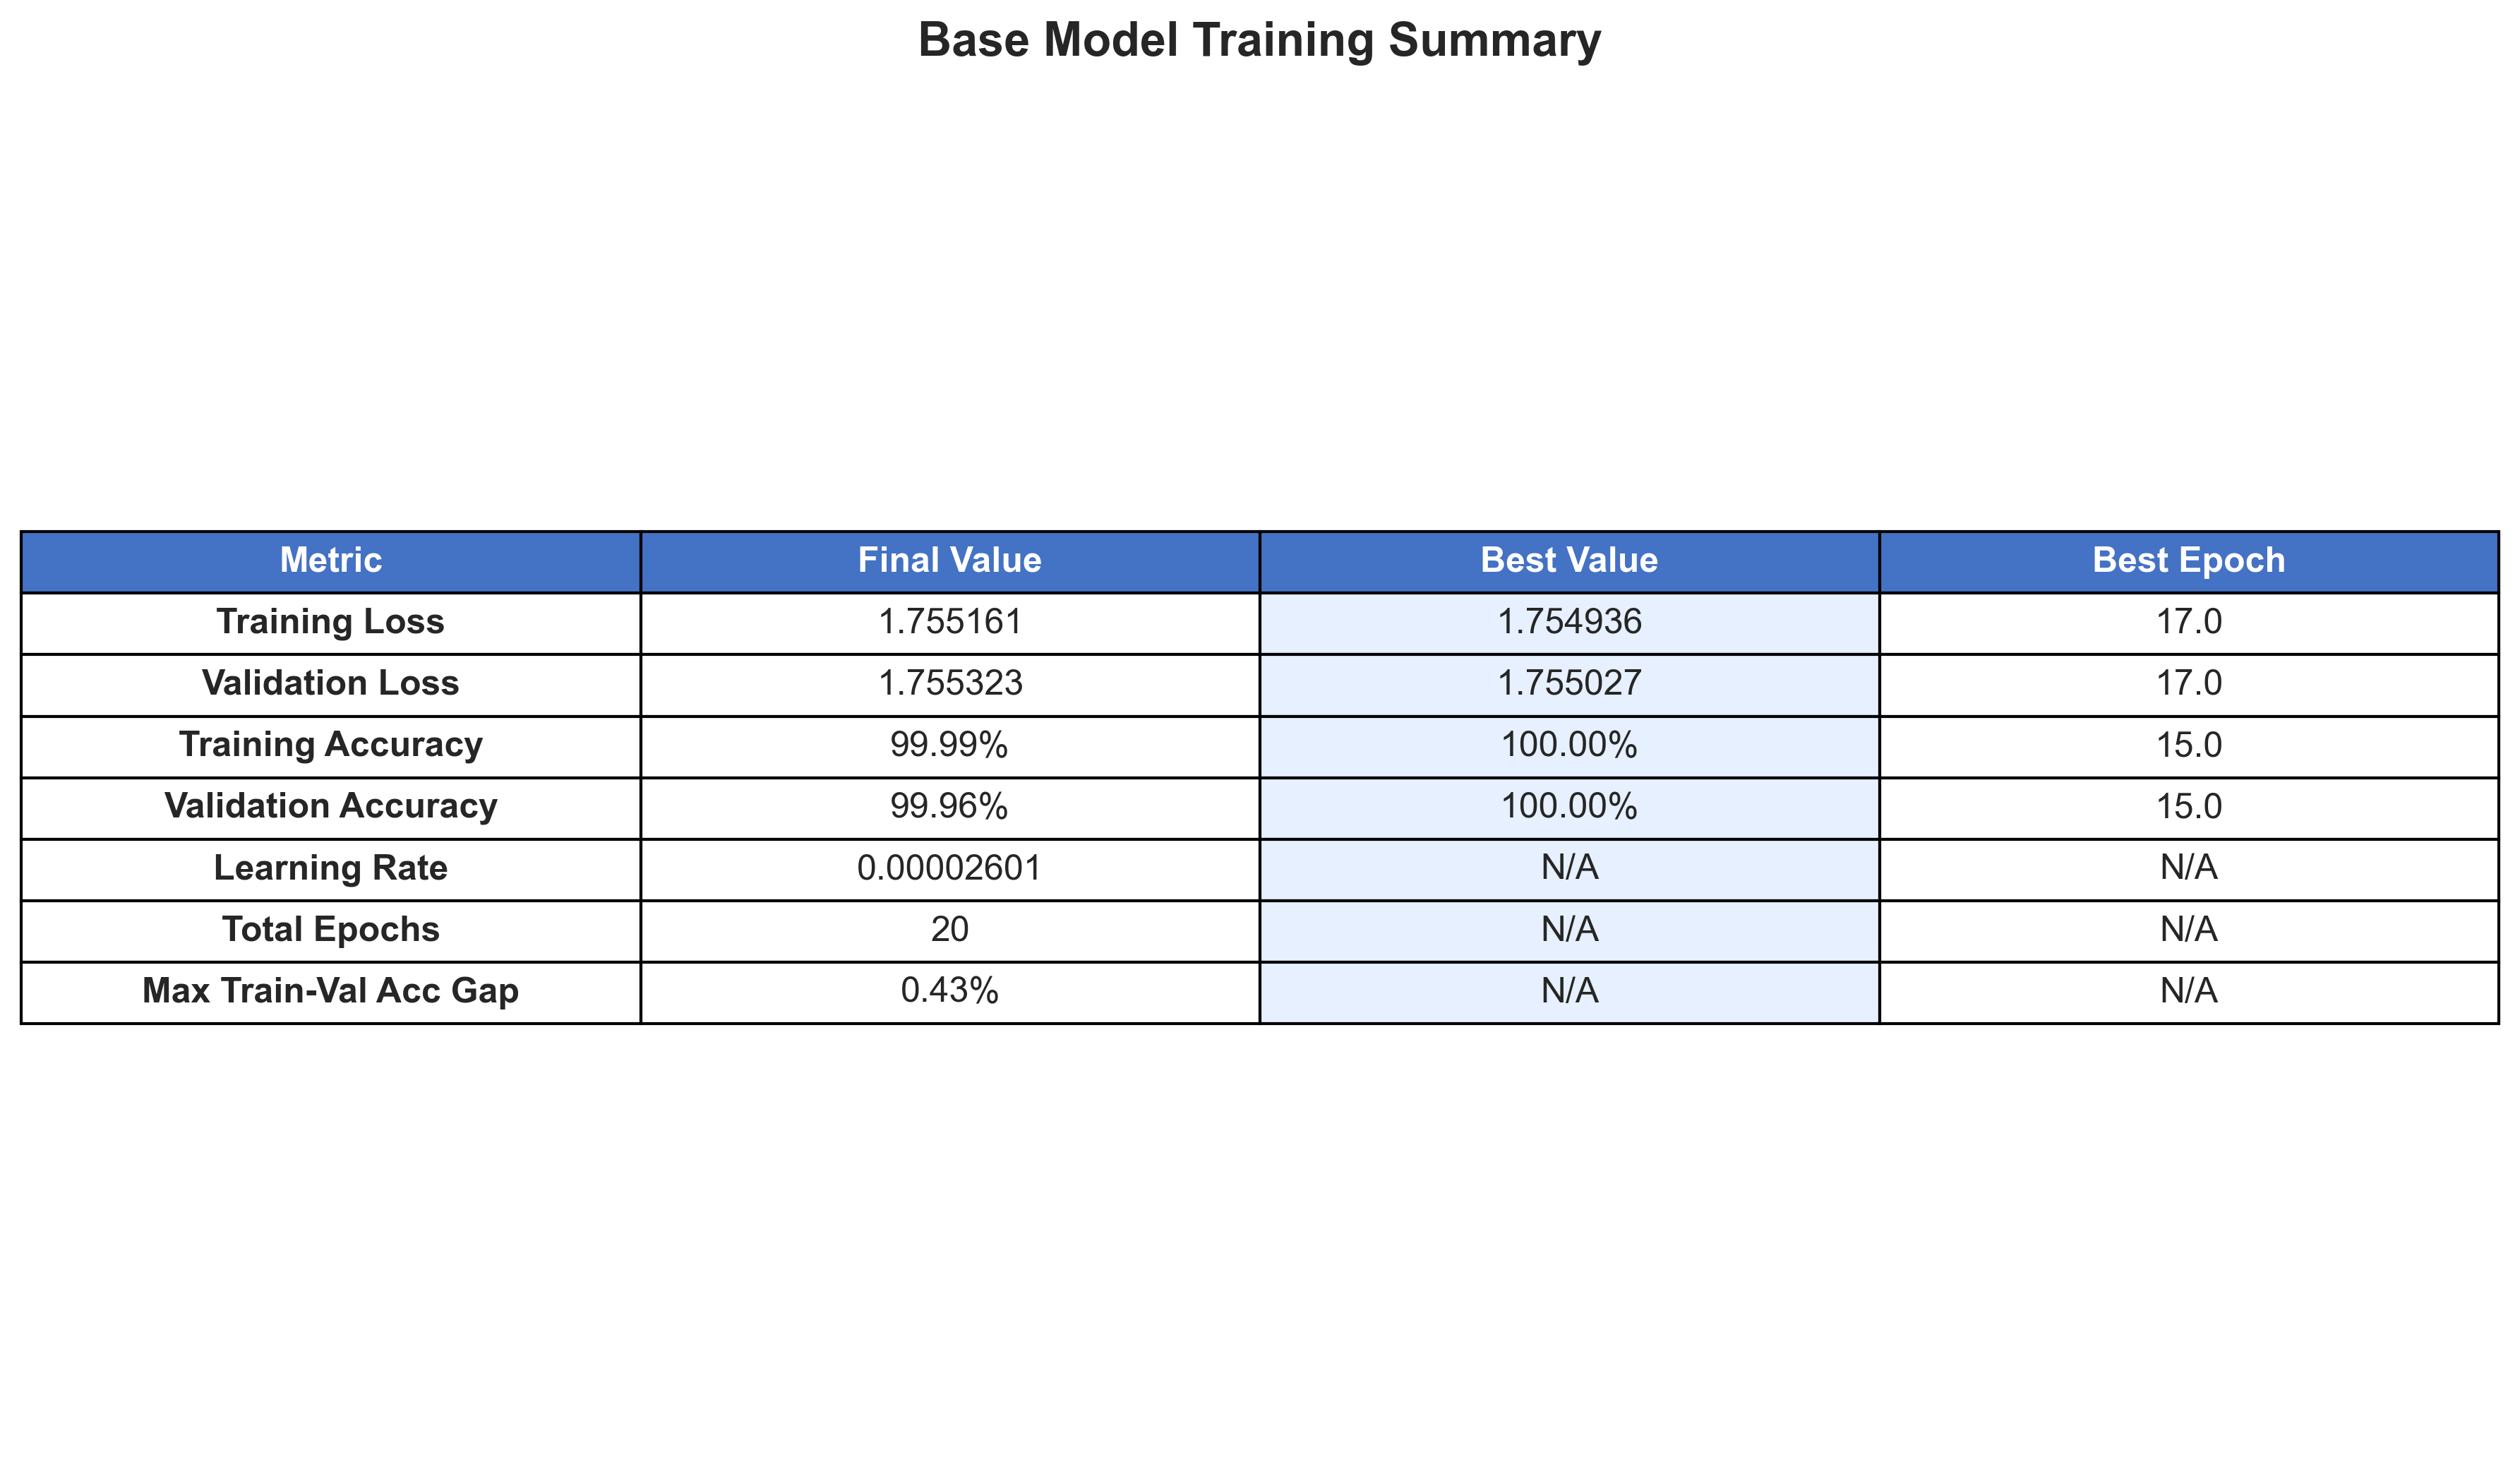 Base Model Training Summary
Metric Final Value Best Value Best Epoch
Training Loss 1.755161 1.754936 17.0
Validation Loss 1.755323 1.755027 17.0
Training Accuracy 99.99% 100.00% 15.0
Validation Accuracy 99.96% 100.00% 15.0
Learning Rate 0.00002601 N/A N/A
Total Epochs 20 N/A N/A
Max Train-Val Acc Gap 0.43% N/A N/A